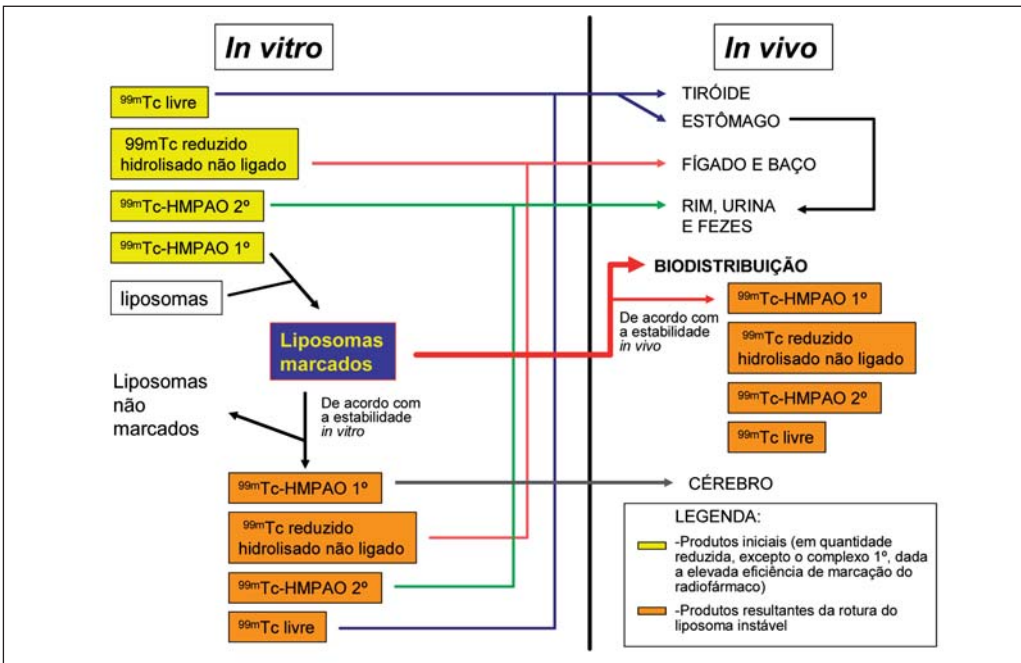 In vitro
In vivo
99mTc livre
99mTc reduzido
hidrolisado não ligado
99mTc-HMPAO 2º
99mTc-HMPAO 1º
liposomas
Liposomas
marcados
Liposomas
não
marcados
De acordo com
a estabilidade
in vitro
99mTc-HMPAO 1º
99mTc reduzido
hidrolisado não ligado
99mTc-HMPAO 2º
99mTc livre
TIRÓIDE
ESTÔMAGO
FÍGADO E BAÇO
RIM, URINA
E FEZES
BIODISTRIBUIÇÃO
De acordo com
a estabilidade
in vivo
99mTc-HMPAO 1º
99mTc reduzido
hidrolisado não ligado
99mTc-HMPAO 2º
99mTc livre
CÉREBRO
LEGENDA:
-Produtos iniciais (em quantidade
reduzida, excepto o complexo 1º, dada
a elevada eficiência de marcação do
radiofármaco)
-Produtos resultantes da rotura do
liposoma instável